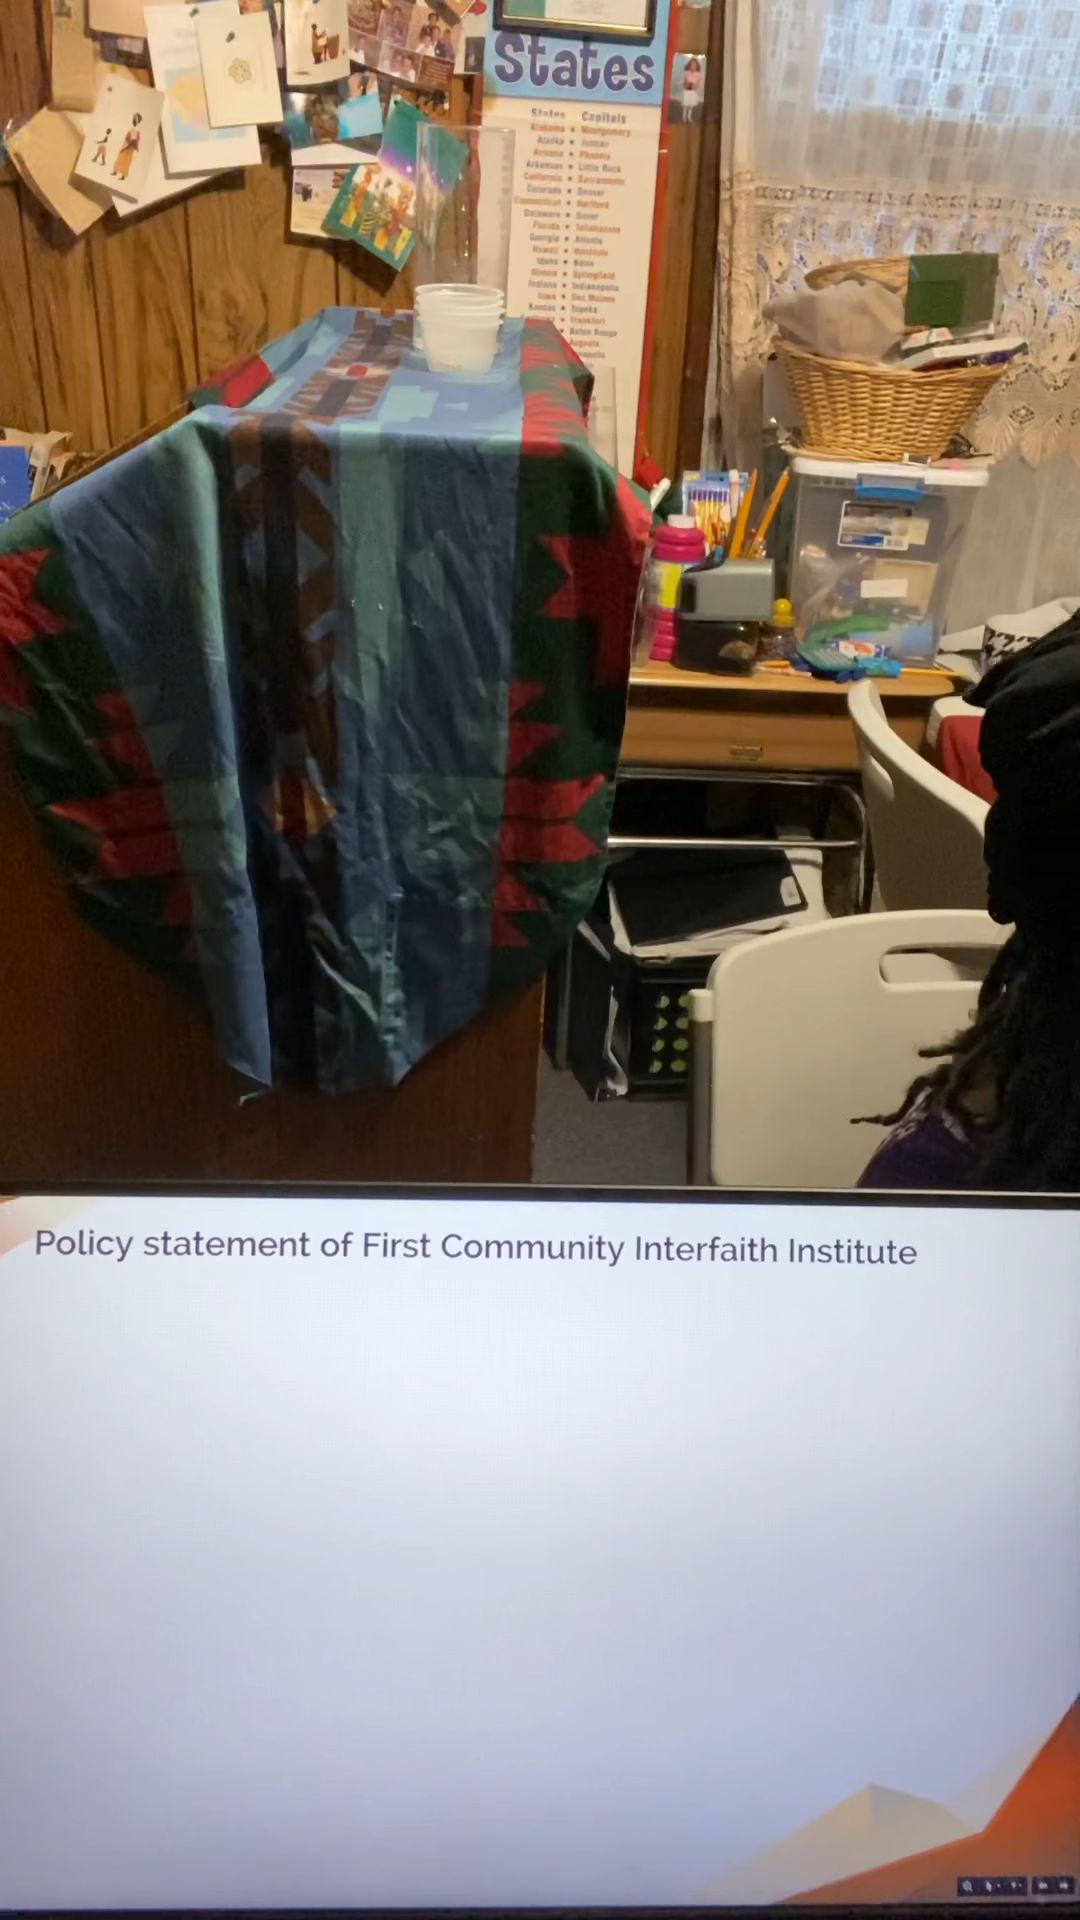 States
States Capitals
Alabama • Montgomery
Alaska • Juneau
Arizona • Phoenix
Arkansas • Little Rock
California • Sacramento
Colorado • Denver
Connecticut • Hartford
Delaware • Dover
Florida • Tallahassee
Georgia • Atlanta
Hawaii • Honolulu
Idaho • Boise
Illinois • Springfield
Indiana • Indianapolis
Iowa • Des Moines
Kansas • Topeka
• Frankfort
• Baton Rouge
Augusta
Policy statement of First Community Interfaith Institute